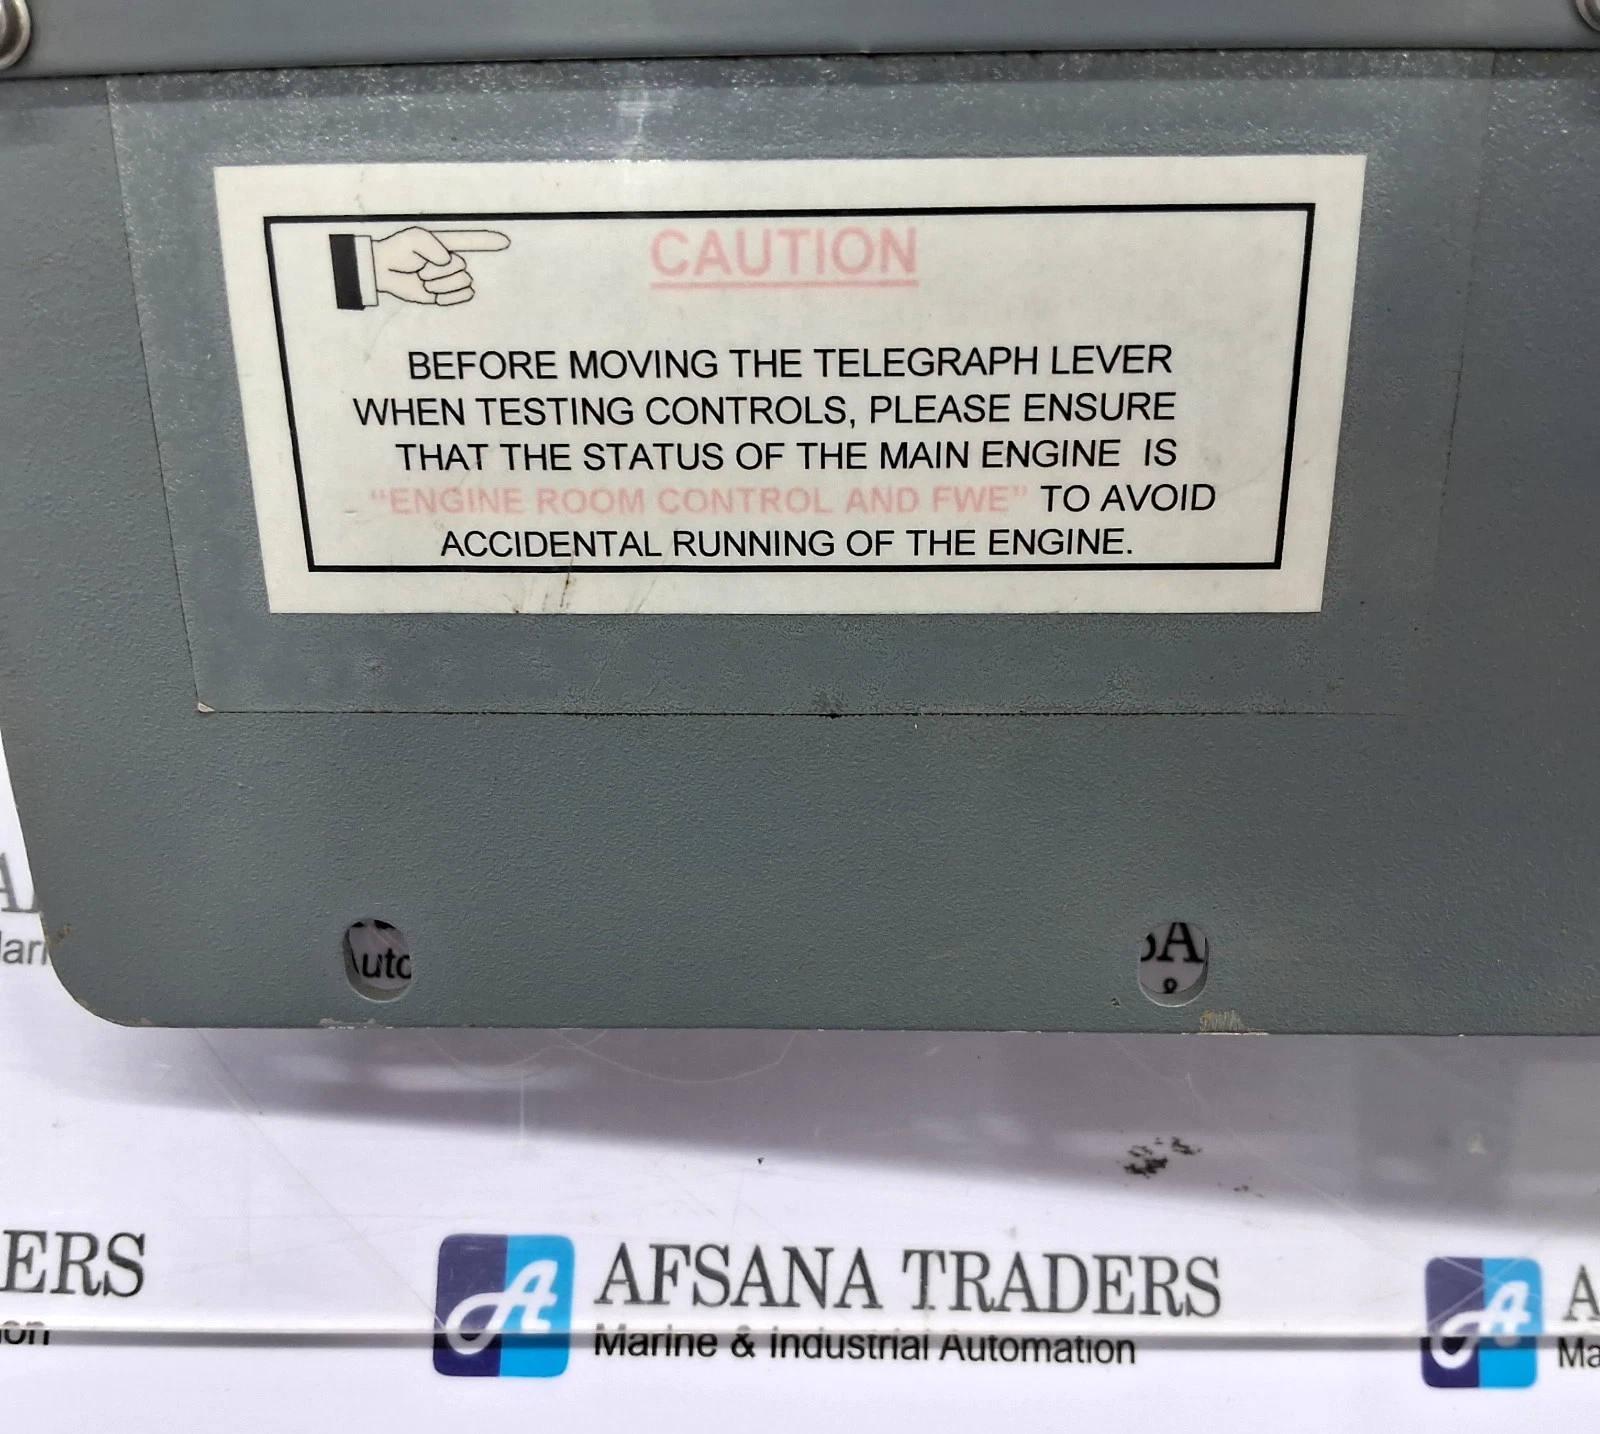 CAUTION
BEFORE MOVING THE TELEGRAPH LEVER
WHEN TESTING CONTROLS, PLEASE ENSURE
THAT THE STATUS OF THE MAIN ENGINE IS
"ENGINE ROOM CONTROL AND FWE" TO AVOID
ACCIDENTAL RUNNING OF THE ENGINE.
ERS
AFSANA TRADERS
Marine & Industrial Automation